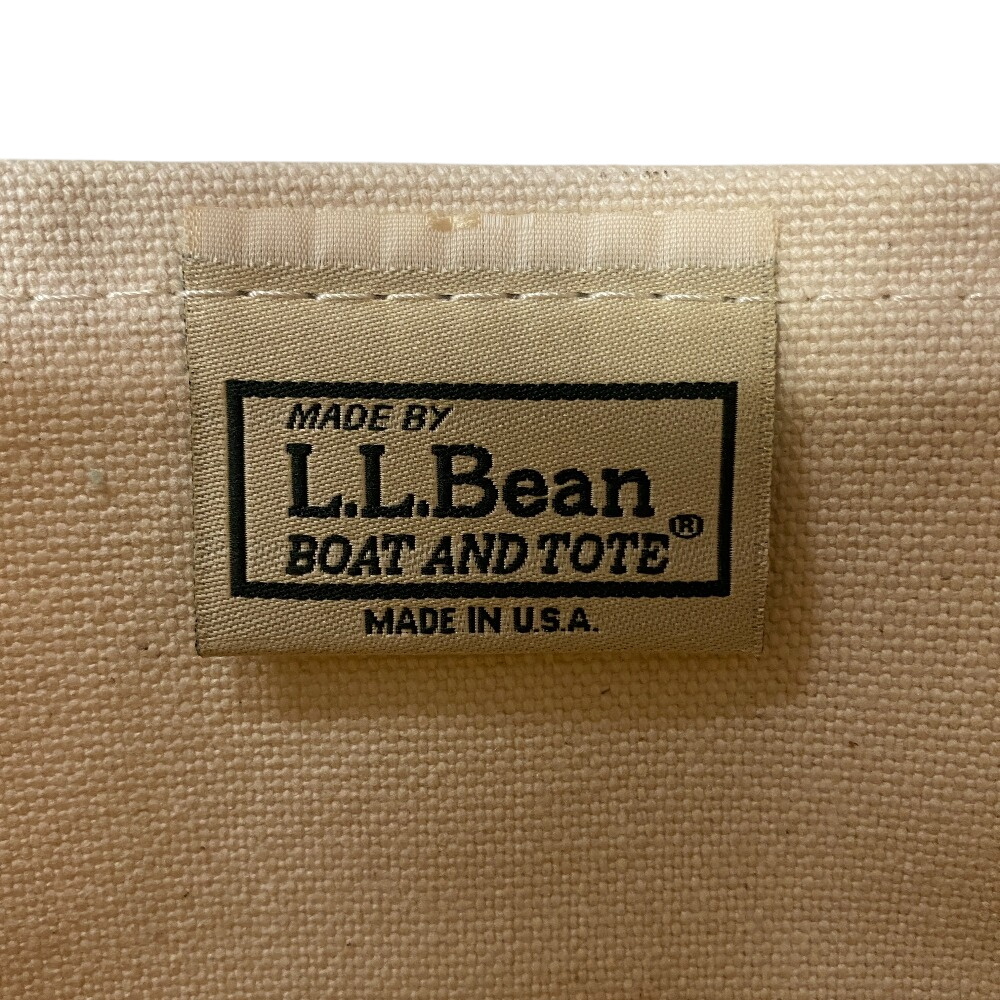 MADE BY
L.L.Bean
BOAT AND TOTE®
MADE IN U.S.A.